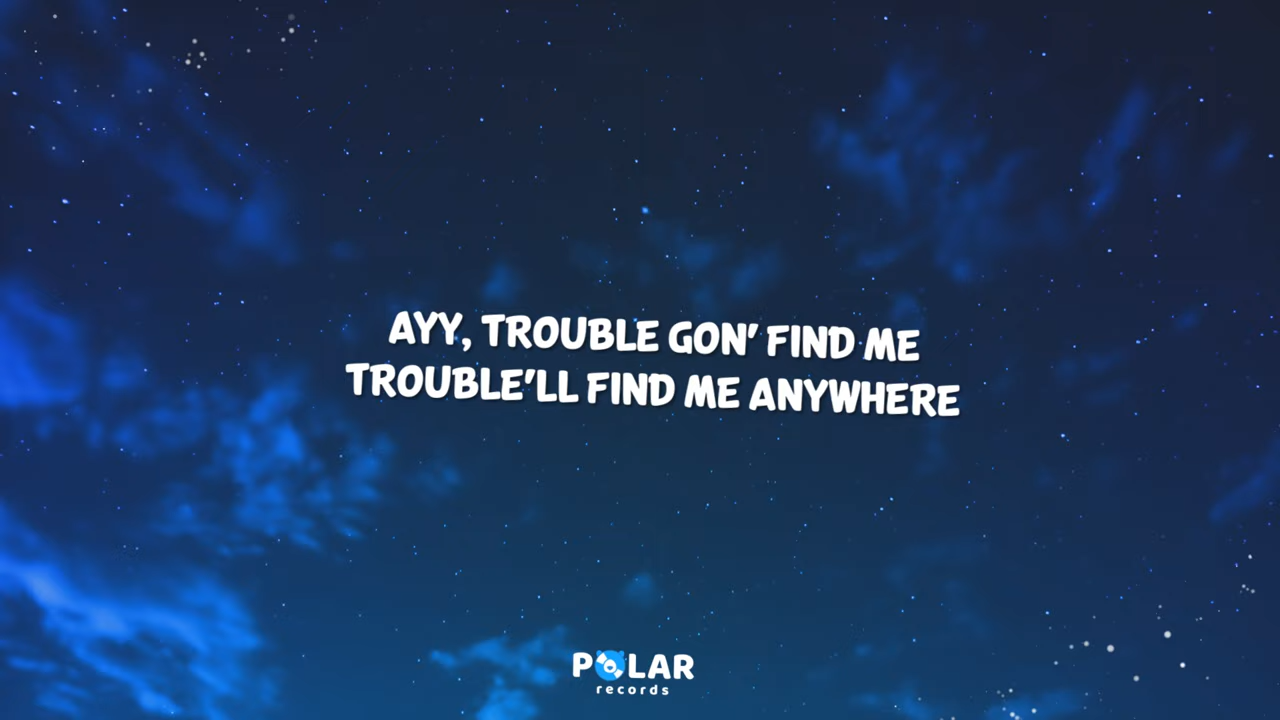 AYY, TROUBLE GON' FIND ME
TROUBLE'LL FIND ME ANYWHERE
POLAR
records